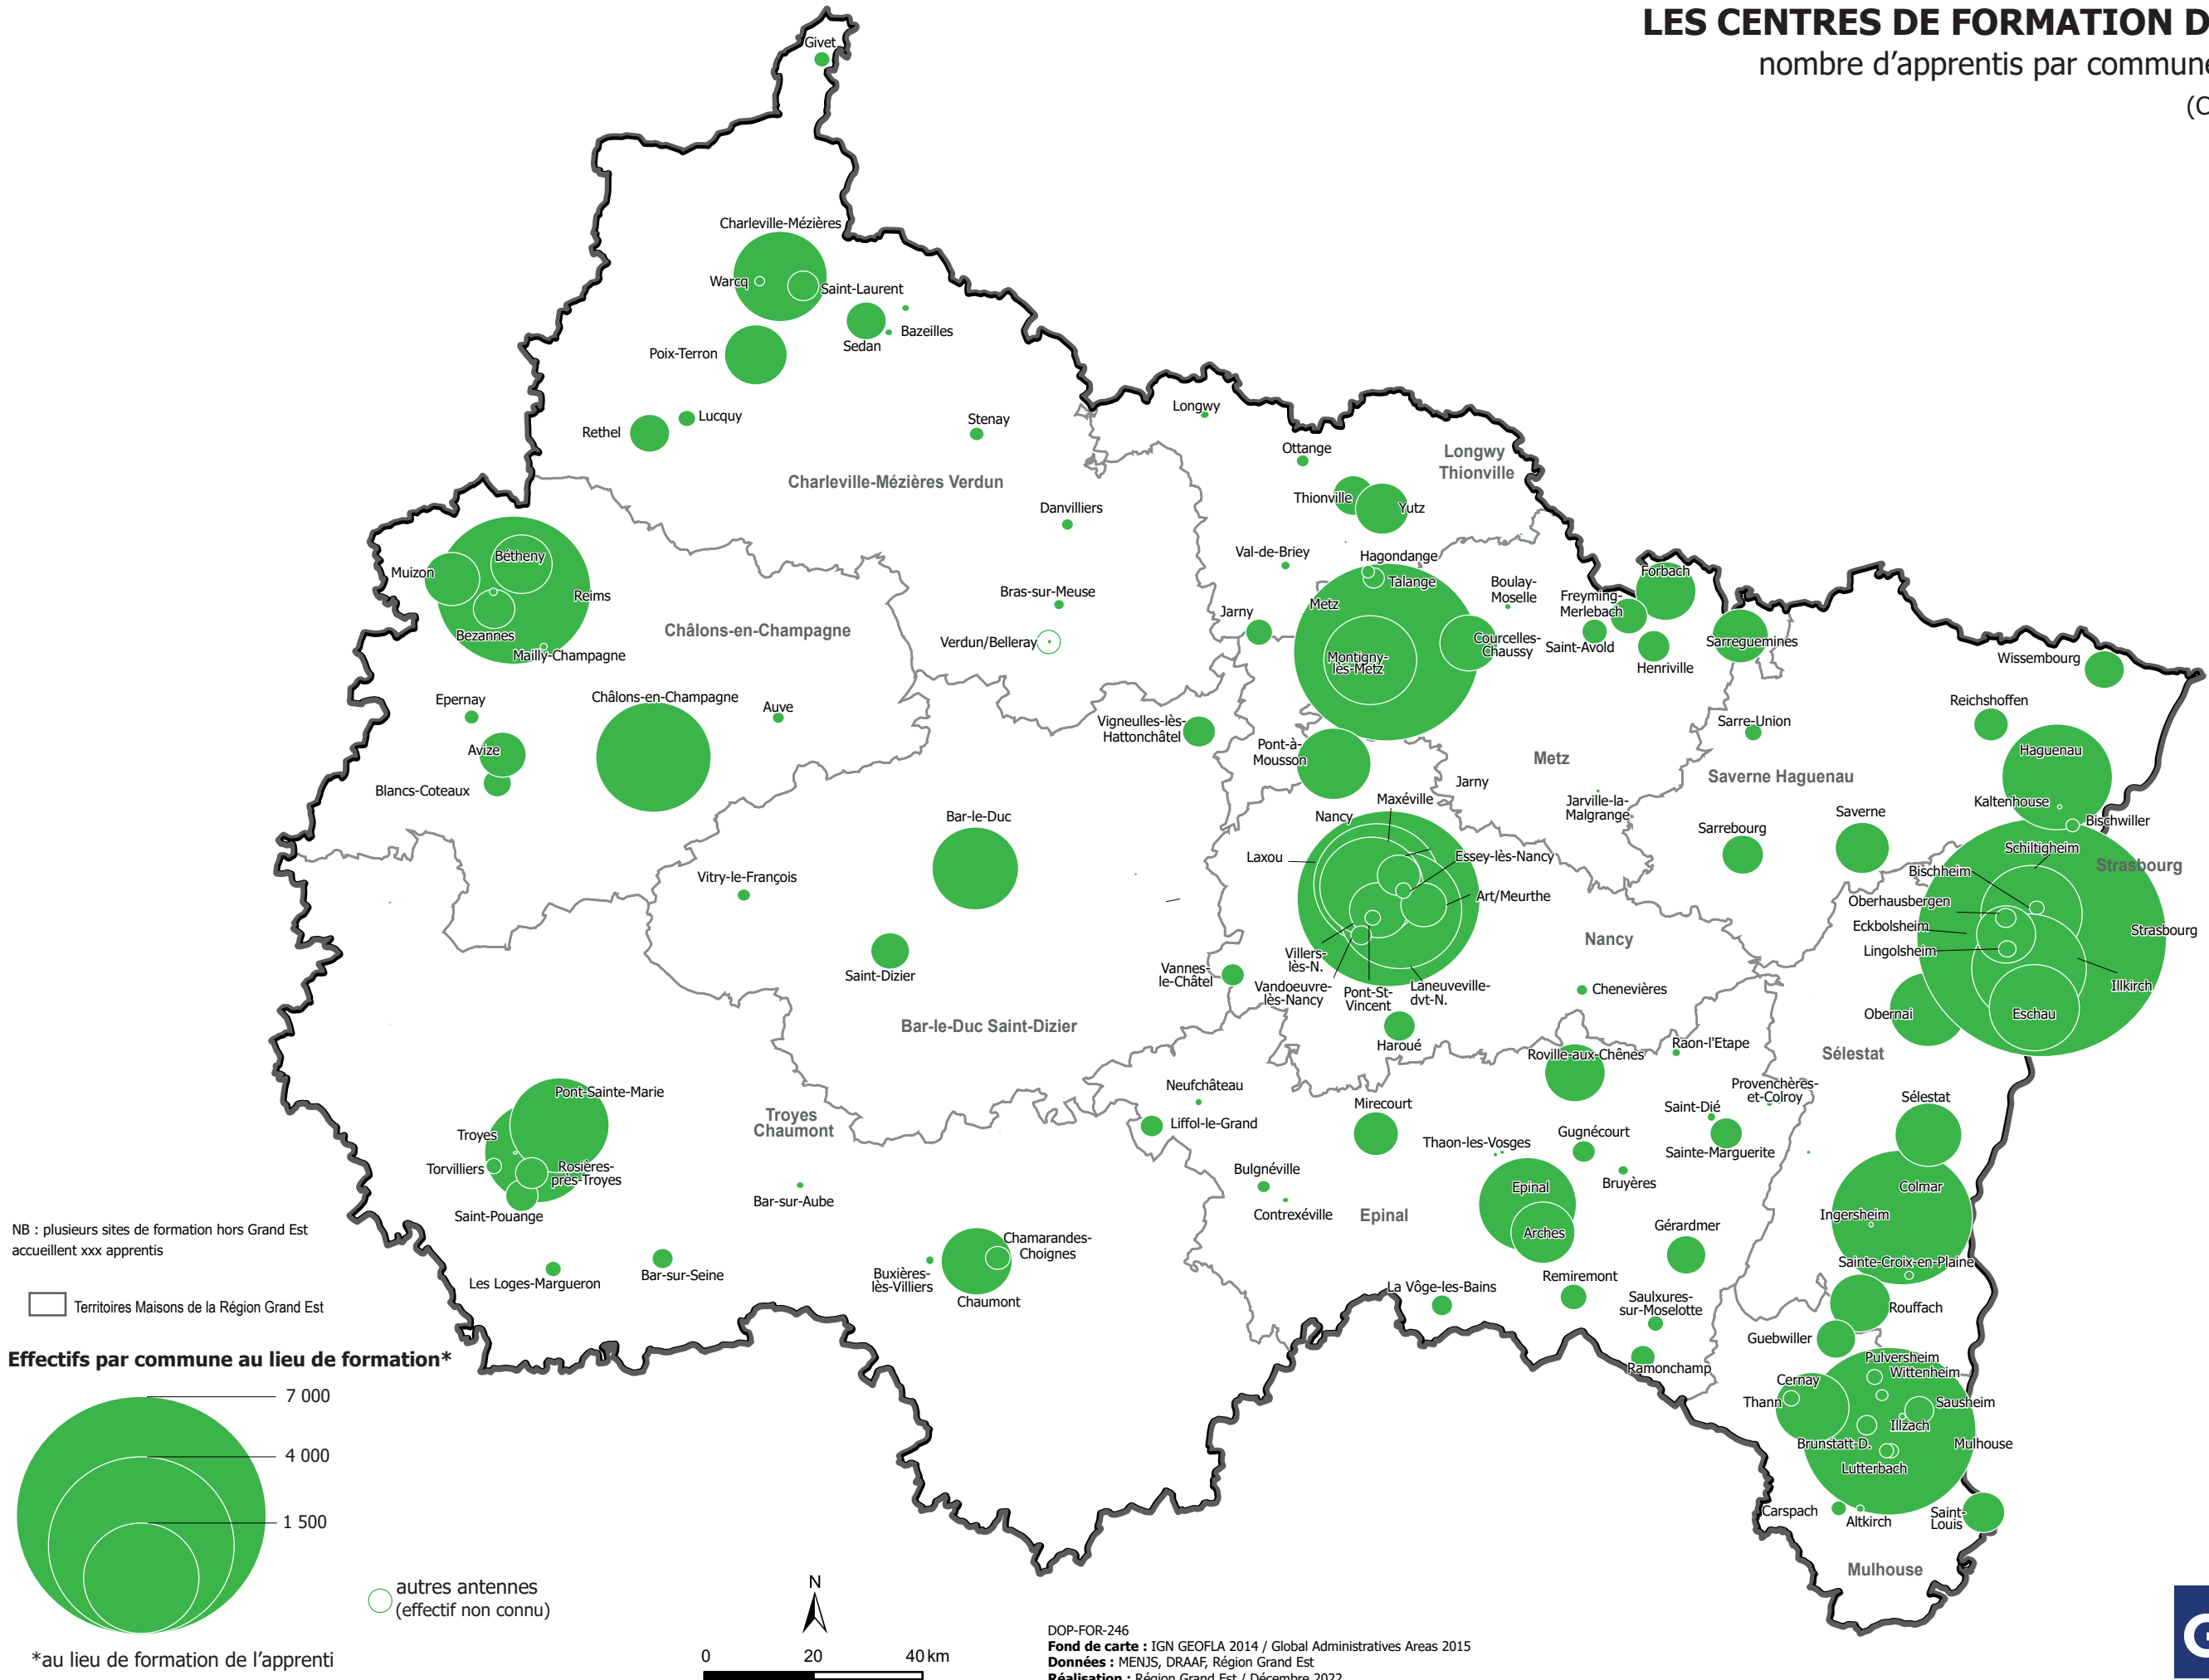 LES CENTRES DE FORMATION D
nombre d'apprentis par commune
(O
Givet
Charleville-Mézières
Warcq
Saint-Laurent
Bazeilles
Sedan
Poix-Terron
Lucquy
Rethel
Stenay
Longwy
Ottange
Longwy
Thionville
Charleville-Mézières Verdun
Thionville
Yutz
Danvilliers
Val-de-Briey
Hagondange
Talange
Bétheny
Muizon
Reims
Bezannes
Mailly-Champagne
Bras-sur-Meuse
Châlons-en-Champagne
Verdun/Belleray
Jarny
Metz
Montigny-
lès-Metz
Courcelles-
Chaussy
Boulay-
Moselle
Forbach
Freyming-
Merlebach
Saint-Avold
Henriville
Sarreguemines
Wissembourg
Epernay
Châlons-en-Champagne
Auve
Avize
Blancs-Coteaux
Vigneulles-lès-
Hattonchâtel
Pont-à-
Mousson
Metz
Jarny
Sarre-Union
Reichshoffen
Haguenau
Saverne Haguenau
Kaltenhouse
Bischwiller
Jarville-la-
Malgrange
Saverne
Sarrebourg
Bar-le-Duc
Nancy
Maxéville
Laxou
Essey-lès-Nancy
Art/Meurthe
Schiltigheim
Strasbourg
Bischheim
Oberhausbergen
Eckbolsheim
Strasbourg
Lingolsheim
Illkirch
Obernai
Eschau
Vitry-le-François
Saint-Dizier
Vannes-
le-Châtel
Villers-
lès-N.
Vandoeuvre-
lès-Nancy
Pont-St-
Vincent
Laneuveville-
dvt-N.
Nancy
Chenevières
Bar-le-Duc Saint-Dizier
Haroué
Roville-aux-Chênes
Raon-l'Etape
Sélestat
Provenchères-
et-Colroy
Neufchâteau
Liffol-le-Grand
Mirecourt
Saint-Dié
Sélestat
Pont-Sainte-Marie
Troyes
Chaumont
Troyes
Torvilliers
Rosières-
près-Troyes
Saint-Pouange
Thaon-les-Vosges
Gugnécourt
Sainte-Marguerite
Bulgnéville
Bruyères
Bar-sur-Aube
Contrexéville
Epinal
Epinal
Arches
Gérardmer
Colmar
Ingersheim
Sainte-Croix-en-Plaine
Les Loges-Margueron
Bar-sur-Seine
Buxières-
lès-Villiers
Chamarandes-
Choignes
Chaumont
La Vôge-les-Bains
Remiremont
Saulxures-
sur-Moselotte
Ramonchamp
Rouffach
Guebwiller
Pulversheim
Wittenheim
Cernay
Thann
Sausheim
Illzach
Brunstatt-D.
Mulhouse
Lutterbach
Carspach
Altkirch
Saint-
Louis
Mulhouse
NB : plusieurs sites de formation hors Grand Est
accueillent xxx apprentis
Territoires Maisons de la Région Grand Est
Effectifs par commune au lieu de formation*
7 000
4 000
1 500
autres antennes
(effectif non connu)
*au lieu de formation de l'apprenti
N
0 20 40 km
DOP-FOR-246
Fond de carte : IGN GEOFLA 2014 / Global Administratives Areas 2015
Données : MENJS, DRAAF, Région Grand Est
Réalisation : Région Grand Est / Décembre 2022
G